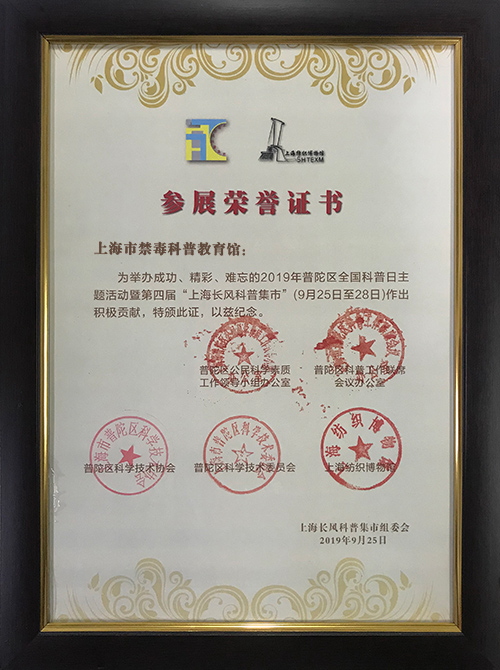 上海纺织博物馆
SHTEXM
参展荣誉证书
上海市禁毒科普教育馆：
为举办成功、精彩、难忘的2019年普陀区全国科普日主
题活动暨第四届“上海长风科普集市”(9月25日至28日)作出
积极贡献，特颁此证，以兹纪念。
普陀区公民科学素质
工作领导小组办公室
普陀区科普工作联席
会议办公室
普陀区科学技术协会
普陀区科学技术委员会
上海纺织博物馆
上海长风科普集市组委会
2019年9月25日